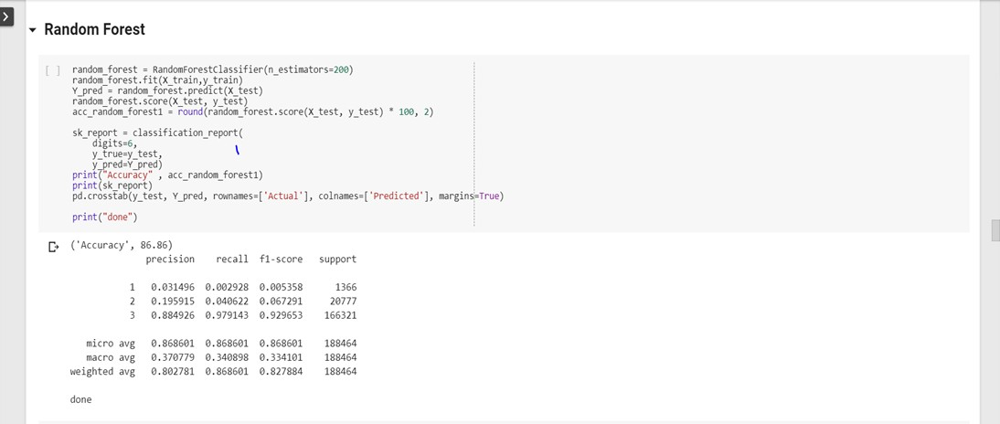 Random Forest
[ ] random_forest = RandomForestClassifier(n_estimators=200)
random_forest.fit(X_train,y_train)
Y_pred = random_forest.predict(X_test)
random_forest.score(X_test, y_test)
acc_random_forest1 = round(random_forest.score(X_test, y_test) * 100, 2)
sk_report = classification_report(
digits=6,
y_true=y_test,
y_pred=Y_pred)
print("Accuracy" , acc_random_forest1)
print(sk_report)
pd.crosstab(y_test, Y_pred, rownames=['Actual'], colnames=['Predicted'], margins=True)
print("done")
('Accuracy', 86.86)
precision recall f1-score support
1 0.031496 0.002928 0.005358 1366
2 0.195915 0.040622 0.067291 20777
3 0.884926 0.979143 0.929653 166321
micro avg 0.868601 0.868601 0.868601 188464
macro avg 0.370779 0.340898 0.334101 188464
weighted avg 0.802781 0.868601 0.827884 188464
done